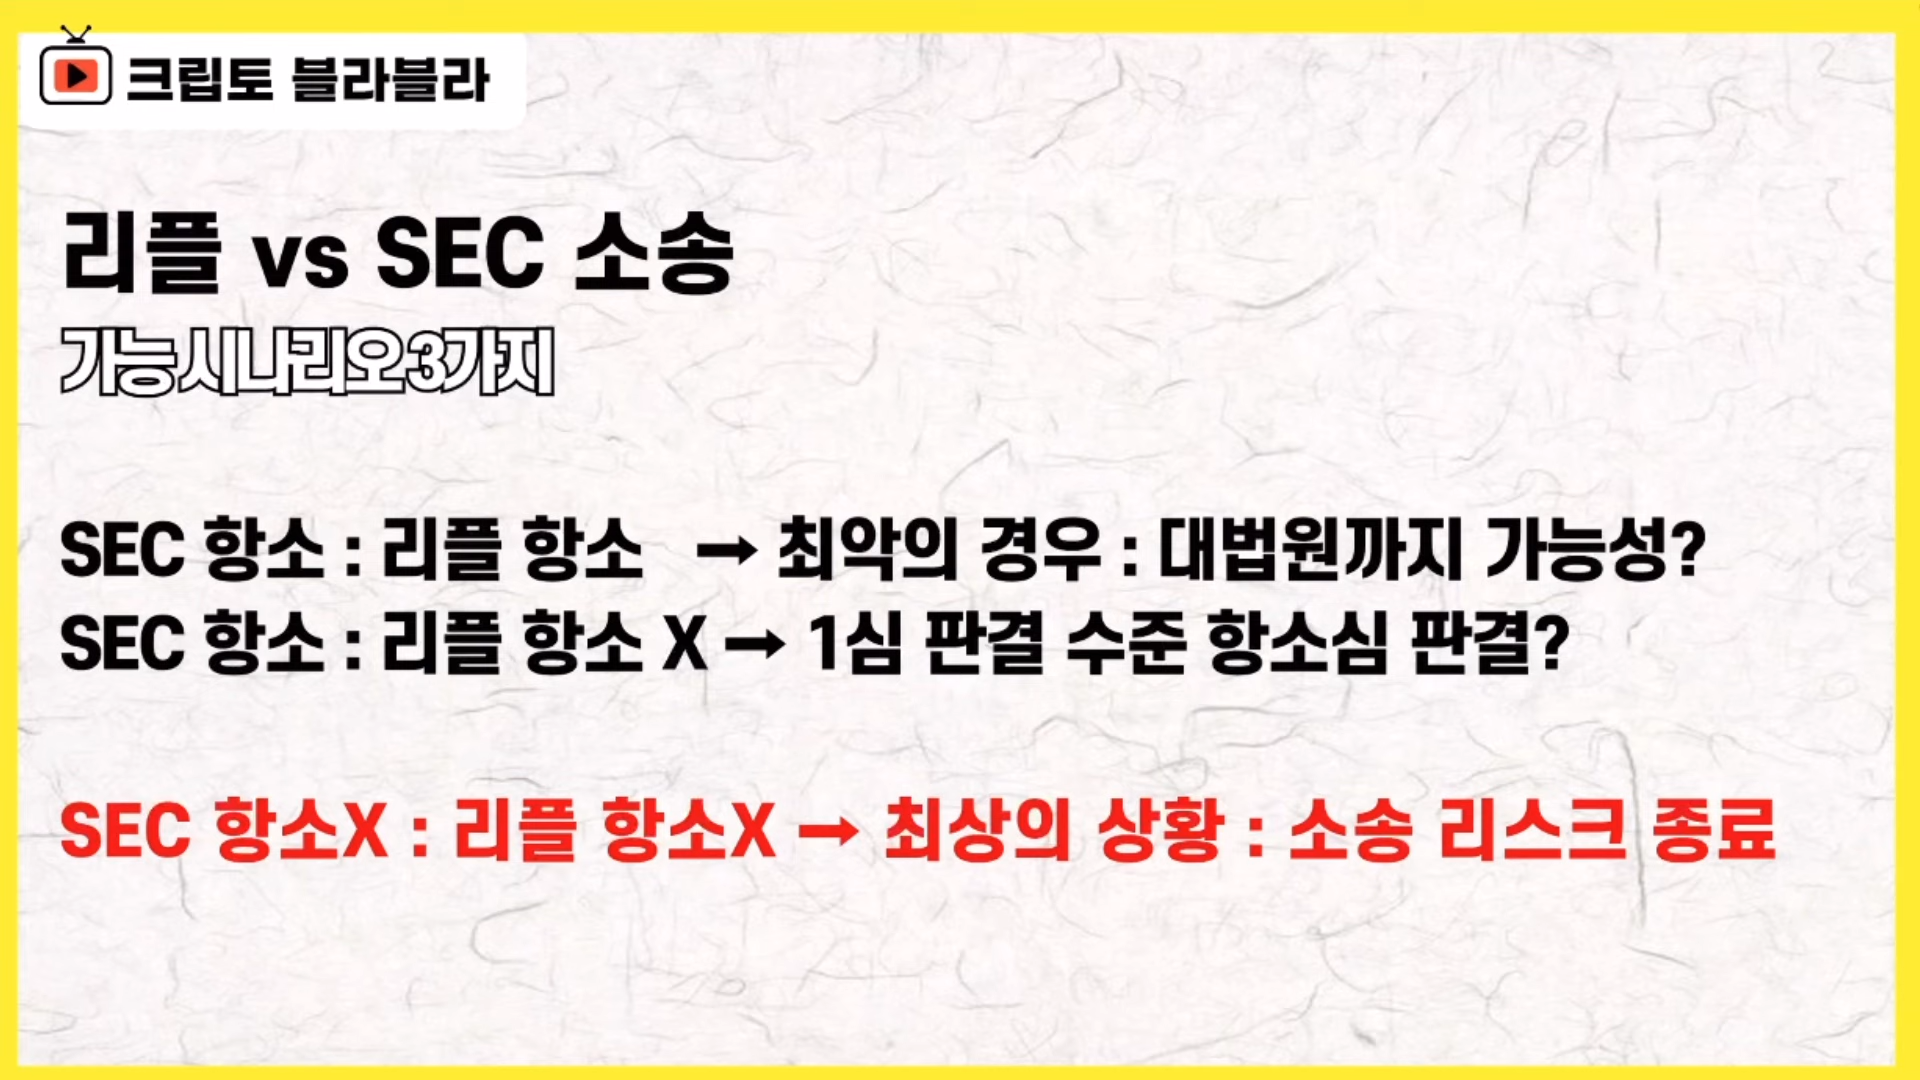 크립토 블라블라
리플 vs SEC 소송
가능시나리오3가지
SEC 항소 : 리플 항소 → 최악의 경우 : 대법원까지 가능성?
SEC 항소 : 리플 항소 X → 1심 판결 수준 항소심 판결?
SEC 항소X : 리플 항소X → 최상의 상황 : 소송 리스크 종료